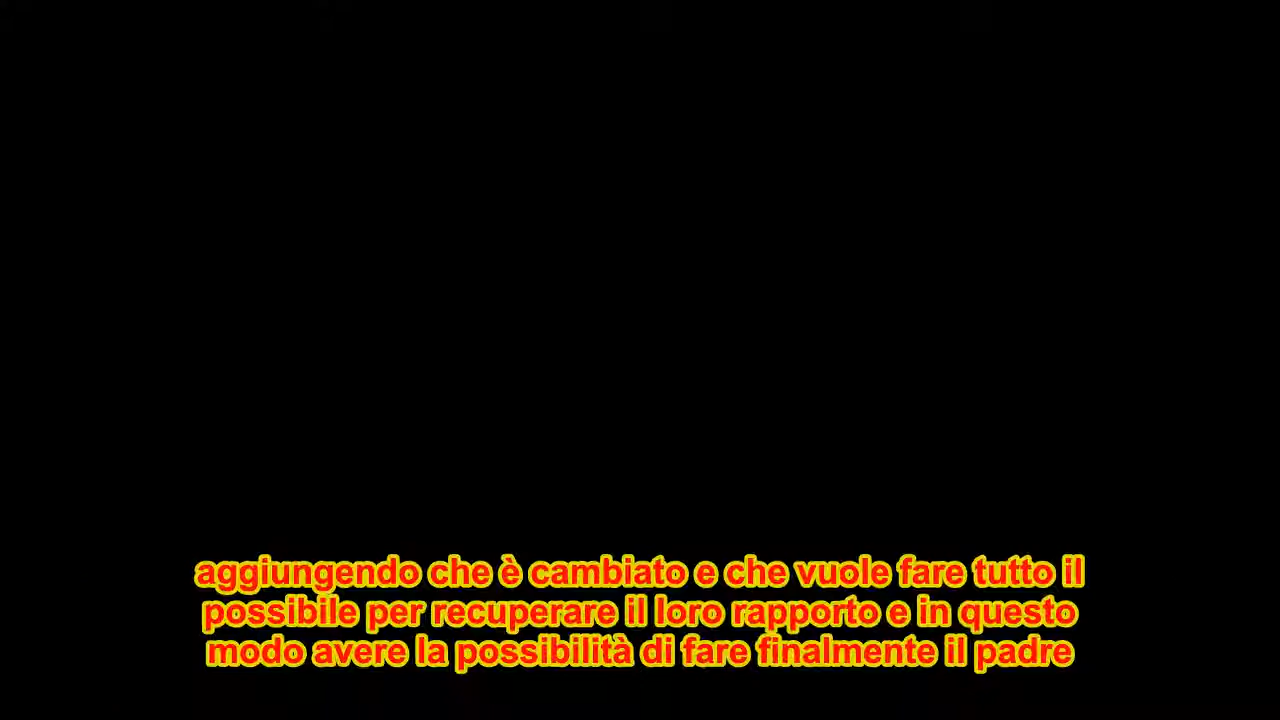 aggiungendo che è cambiato e che vuole fare tutto il
possibile per recuperare il loro rapporto e in questo
modo avere la possibilità di fare finalmente il padre